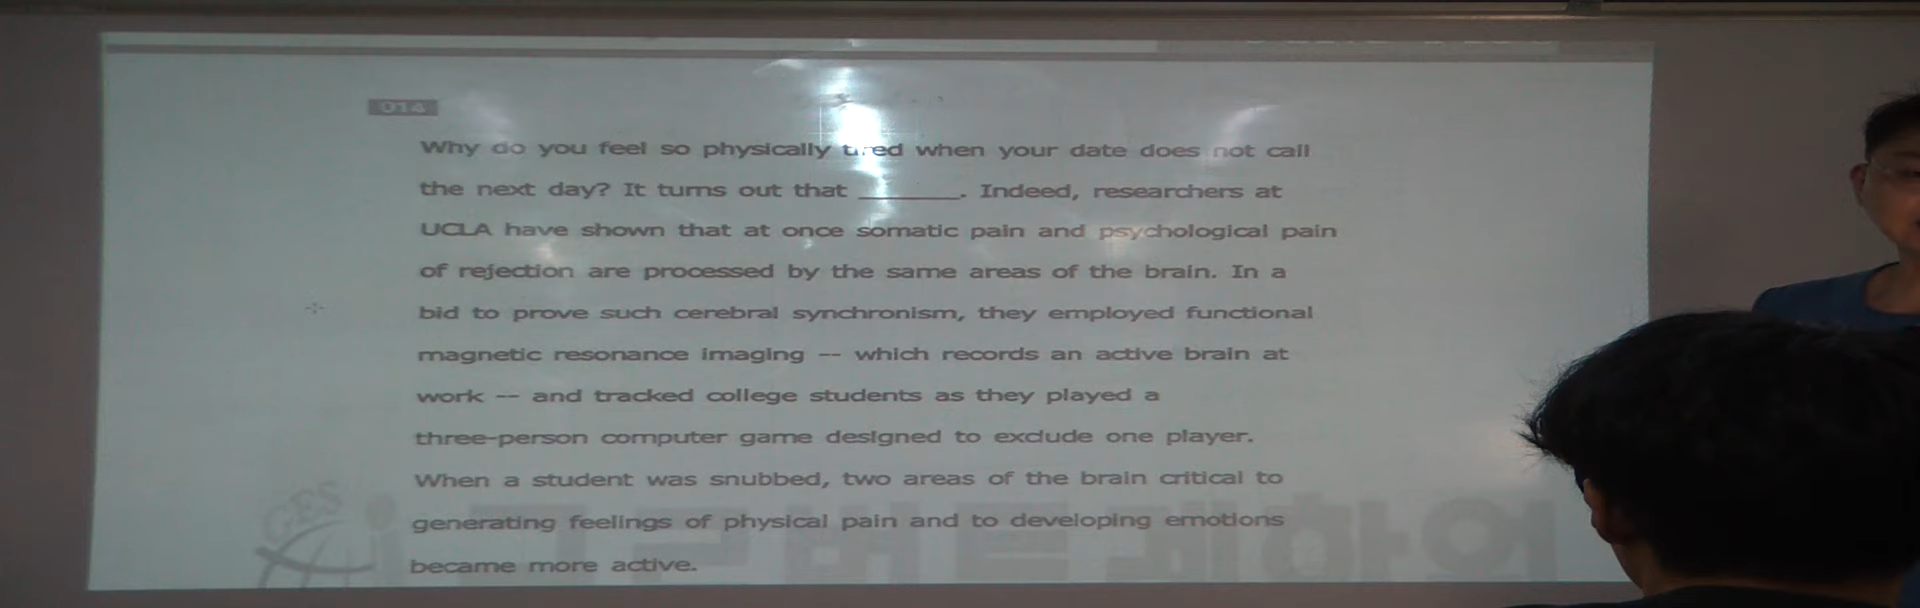 014
Why do you feel so physically tired when your date does not call
the next day? It turns out that _______. Indeed, researchers at
UCLA have shown that at once somatic pain and psychological pain
of rejection are processed by the same areas of the brain. In a
bid to prove such cerebral synchronism, they employed functional
magnetic resonance imaging -- which records an active brain at
work -- and tracked college students as they played a
three-person computer game designed to exclude one player.
When a student was snubbed, two areas of the brain critical to
generating feelings of physical pain and to developing emotions
became more active.
GES